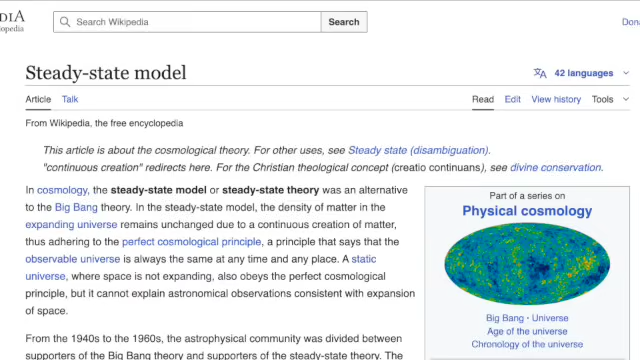 Search Wikipedia
Search
Steady-state model
42 languages
Article Talk
Read Edit View history Tools
From Wikipedia, the free encyclopedia
This article is about the cosmological theory. For other uses, see Steady state (disambiguation).
"continuous creation" redirects here. For the Christian theological concept (creatio continuans), see divine conservation.
In cosmology, the steady-state model or steady-state theory was an alternative
to the Big Bang theory. In the steady-state model, the density of matter in the
expanding universe remains unchanged due to a continuous creation of matter,
thus adhering to the perfect cosmological principle, a principle that says that the
observable universe is always the same at any time and any place. A static
universe, where space is not expanding, also obeys the perfect cosmological
principle, but it cannot explain astronomical observations consistent with expansion
of space.
From the 1940s to the 1960s, the astrophysical community was divided between
supporters of the Big Bang theory and supporters of the steady-state theory. The
Part of a series on
Physical cosmology
Big Bang · Universe
Age of the universe
Chronology of the universe